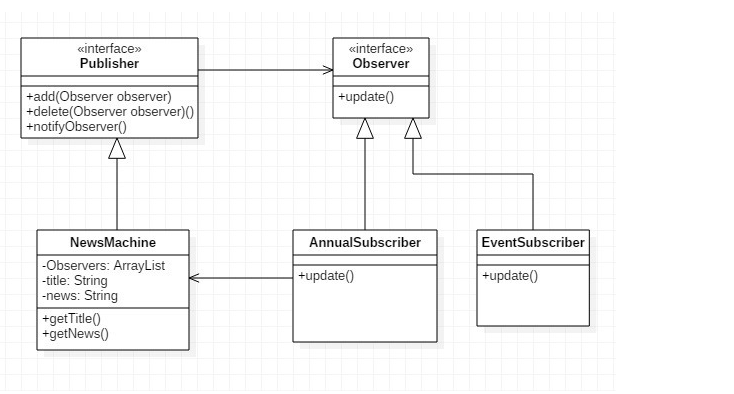 «interface»
Publisher
+add(Observer observer)
+delete(Observer observer)()
+notifyObserver()
«interface»
Observer
+update()
NewsMachine
-Observers: ArrayList
-title: String
-news: String
+getTitle()
+getNews()
AnnualSubscriber
+update()
EventSubscriber
+update()